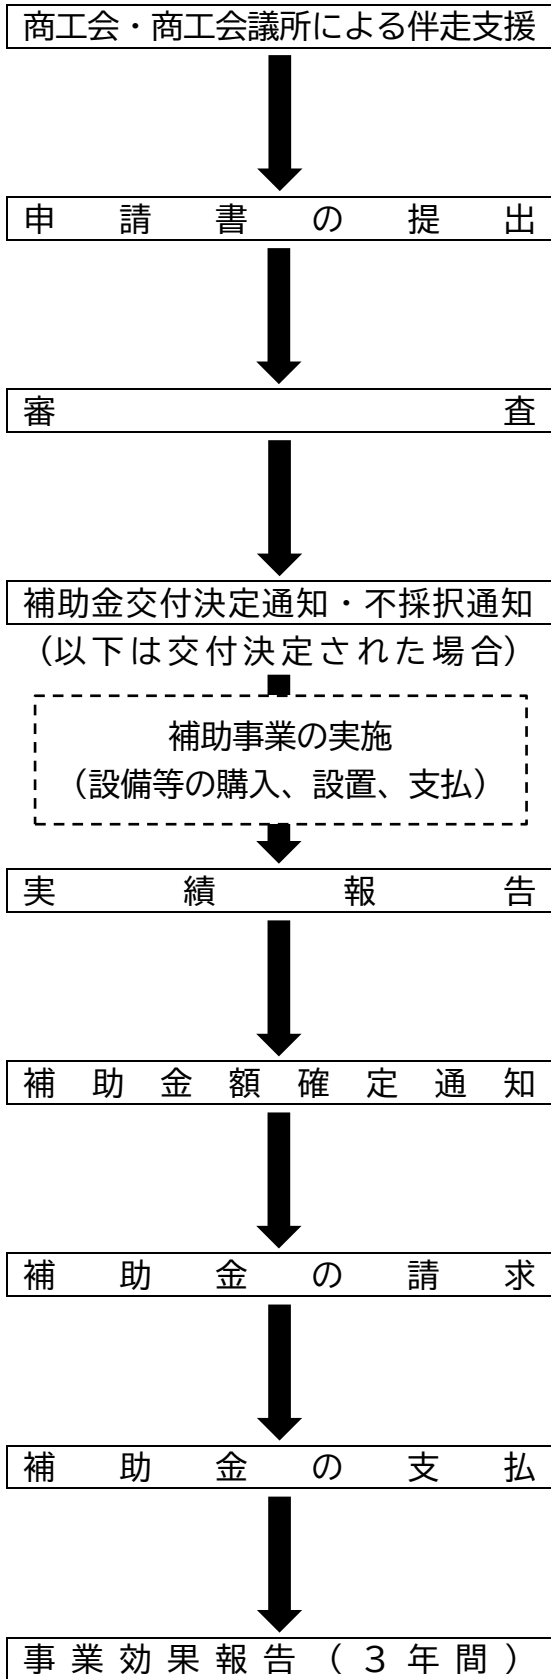 商工会・商工会議所による伴走支援
申請書の提出
審査
補助金交付決定通知・不採択通知
(以下は交付決定された場合)
補助事業の実施
(設備等の購入、設置、支払)
実績報告
補助金額確定通知
補助金の請求
補助金の支払
事業効果報告(3年間)